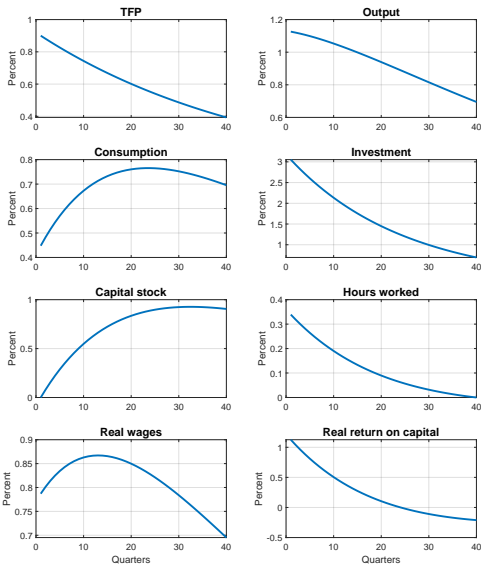 TFP
Percent
1
0.8
0.6
0.4
0 10 20 30 40
Output
Percent
1.2
1
0.8
0.6
0 10 20 30 40
Consumption
Percent
0.8
0.7
0.6
0.5
0.4
0 10 20 30 40
Investment
Percent
3
2.5
2
1.5
1
0 10 20 30 40
Capital stock
Percent
1
0.5
0
0 10 20 30 40
Hours worked
Percent
0.4
0.3
0.2
0.1
0
0 10 20 30 40
Real wages
Percent
0.9
0.85
0.8
0.75
0.7
0 10 20 30 40
Quarters
Real return on capital
Percent
1
0.5
0
-0.5
0 10 20 30 40
Quarters